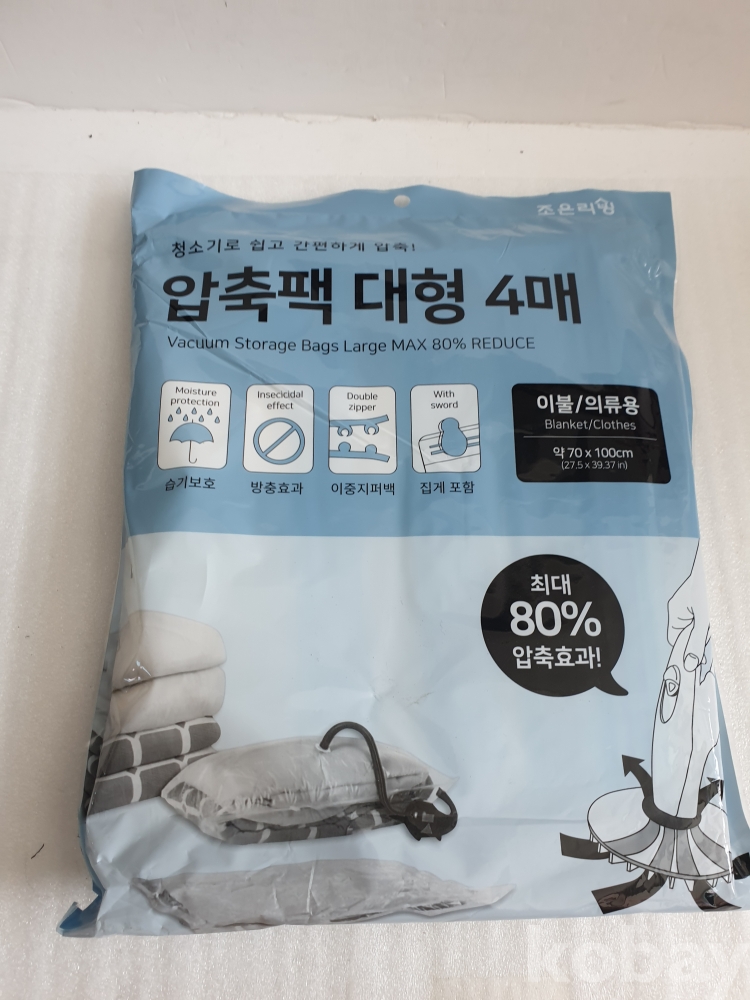 조은리빙
청소기로 쉽고 간편하게 압축!
압축팩 대형 4매
Vacuum Storage Bags Large MAX 80% REDUCE
Moisture
protection
습기보호
Insecicidal
effect
방충효과
Double
zipper
이중지퍼백
With
sword
집게 포함
이불/의류용
Blanket/Clothes
약 70 x 100cm
(27.5 x 39.37 in)
최대
80%
압축효과!
kobay